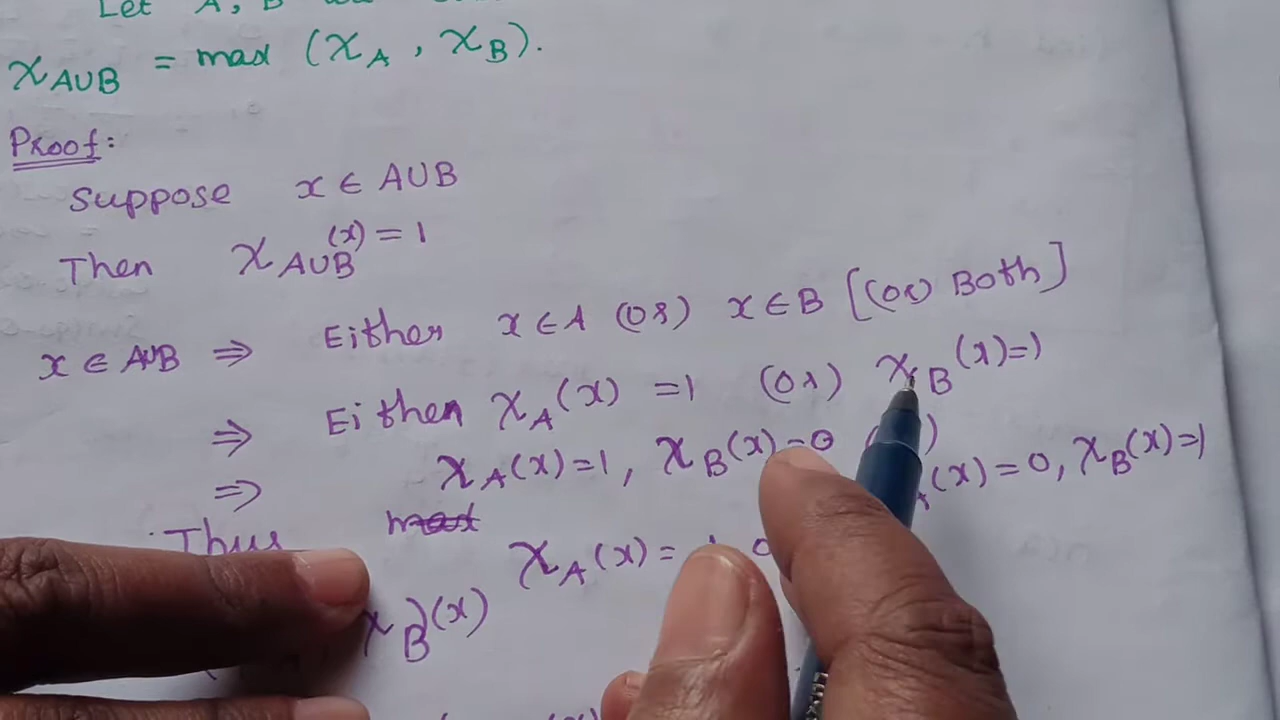 Let A, B
χ_{A∪B} = max (χ_A, χ_B).
Proof:
Suppose x ∈ A∪B
Then χ_{A∪B}(x) = 1
x ∈ A∪B ⇒ Either x ∈ A (or) x ∈ B [(or) Both]
⇒ Either χ_A(x) = 1 (or) χ_B(x) = 1
⇒ χ_A(x) = 1, χ_B(x) = 0 ( ) (x) = 0, χ_B(x) = 1
Thus χ_A(x) =
χ_B(x)